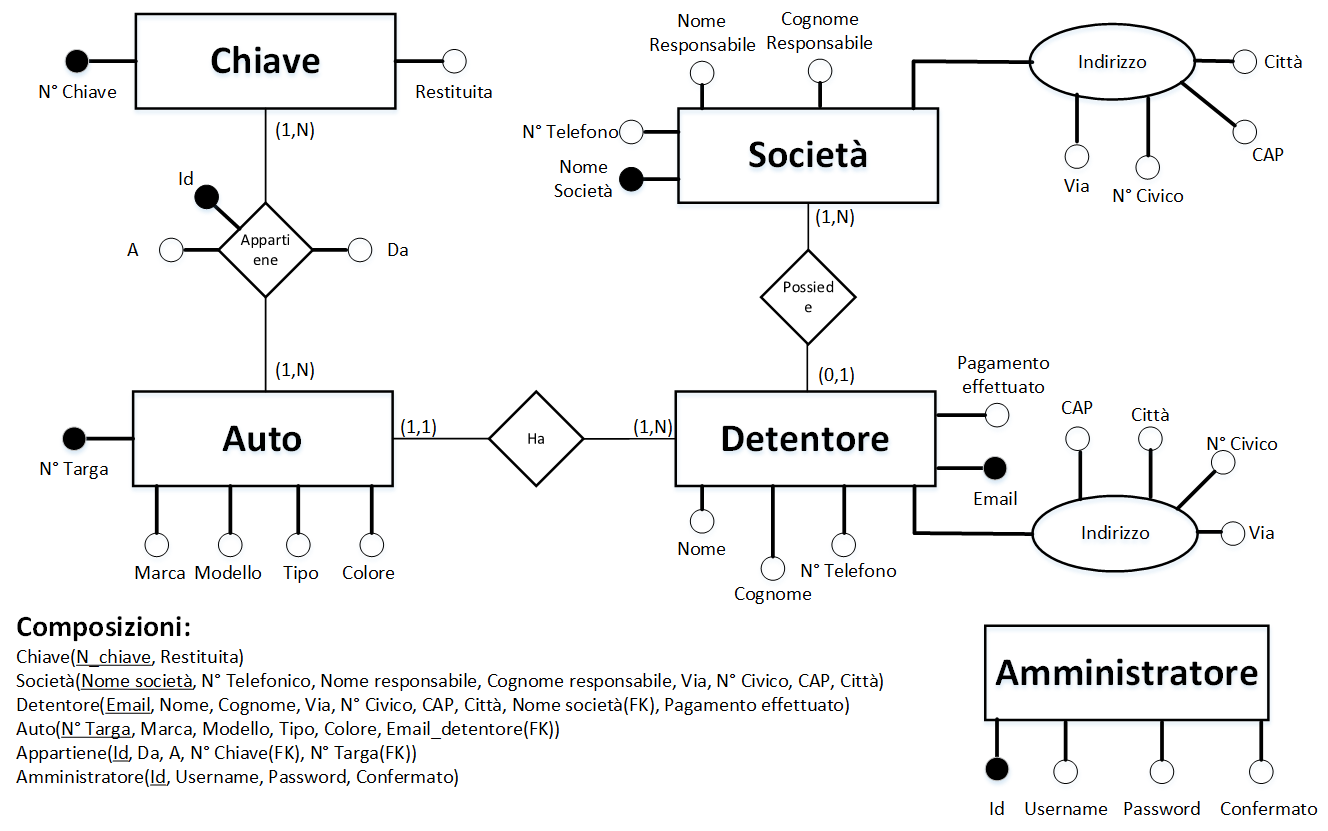 Chiave
N° Chiave
Restituita
(1,N)
Id
A
Apparti
ene
Da
(1,N)
Auto
N° Targa
Marca
Modello
Tipo
Colore
(1,1)
Ha
(1,N)
Nome
Responsabile
Cognome
Responsabile
N° Telefono
Nome
Società
Società
Indirizzo
Città
CAP
Via
N° Civico
(1,N)
Possied
e
(0,1)
Detentore
Pagamento
effettuato
Email
Nome
Cognome
N° Telefono
CAP
Città
N° Civico
Indirizzo
Via
Composizioni:
Chiave(N_chiave, Restituita)
Società(Nome società, N° Telefonico, Nome responsabile, Cognome responsabile, Via, N° Civico, CAP, Città)
Detentore(Email, Nome, Cognome, Via, N° Civico, CAP, Città, Nome società(FK), Pagamento effettuato)
Auto(N° Targa, Marca, Modello, Tipo, Colore, Email_detentore(FK))
Appartiene(Id, Da, A, N° Chiave(FK), N° Targa(FK))
Amministratore(Id, Username, Password, Confermato)
Amministratore
Id
Username
Password
Confermato